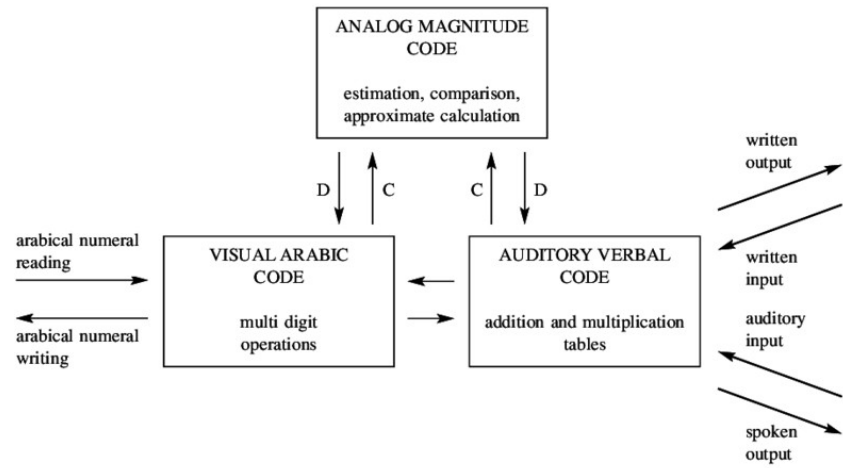 ANALOG MAGNITUDE
CODE
estimation, comparison,
approximate calculation
D
C
C
D
written
output
arabical numeral
reading
VISUAL ARABIC
CODE
multi digit
operations
AUDITORY VERBAL
CODE
addition and multiplication
tables
written
input
arabical numeral
writing
auditory
input
spoken
output